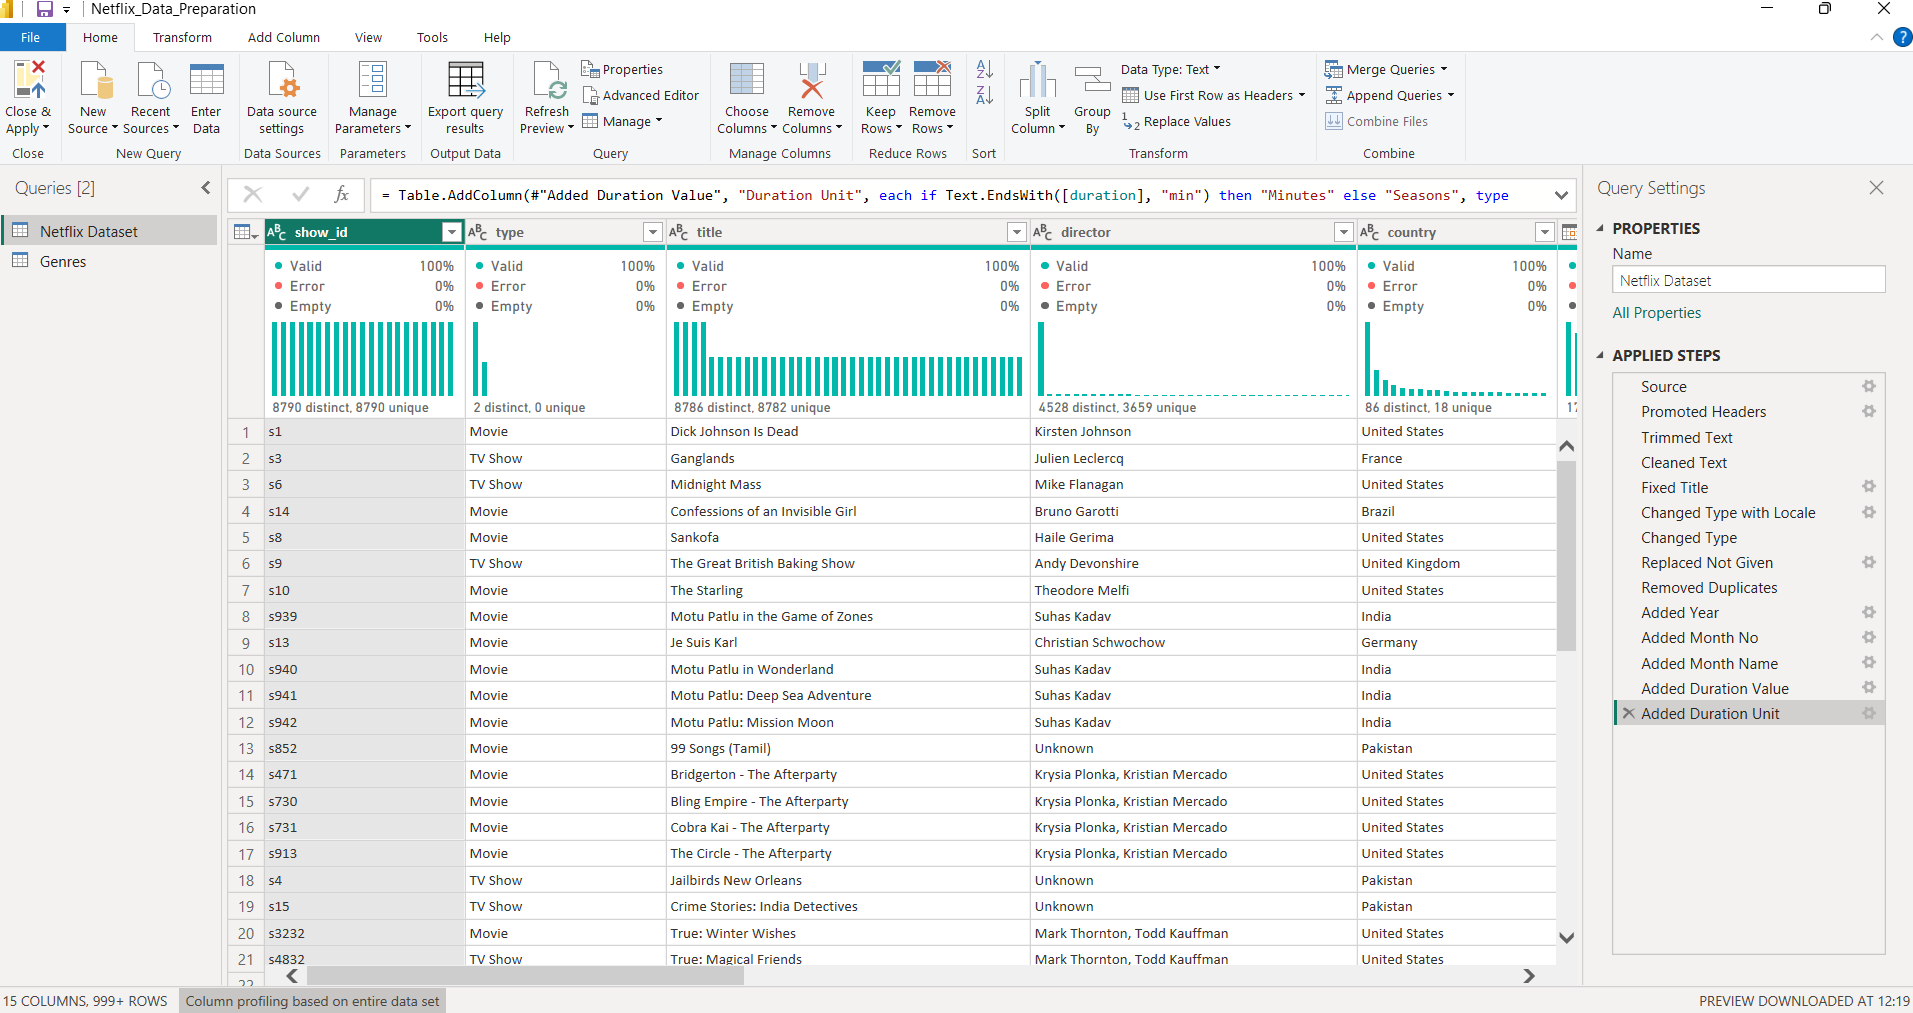 Netflix_Data_Preparation
File Home Transform Add Column View Tools Help
Close & Apply
New Source
Recent Sources
Enter Data
Data source settings
Manage Parameters
Export query results
Refresh Preview
Properties
Advanced Editor
Manage
Choose Columns
Remove Columns
Keep Rows
Remove Rows
Split Column
Group By
Data Type: Text
Use First Row as Headers
Replace Values
Merge Queries
Append Queries
Combine Files
Close New Query Data Sources Parameters Output Data Query Manage Columns Reduce Rows Sort Transform Combine
Queries [2]
Netflix Dataset
Genres
fx = Table.AddColumn(#"Added Duration Value", "Duration Unit", each if Text.EndsWith([duration], "min") then "Minutes" else "Seasons", type
show_id type title director country
Valid 100% Valid 100% Valid 100% Valid 100% Valid 100%
Error 0% Error 0% Error 0% Error 0% Error 0%
Empty 0% Empty 0% Empty 0% Empty 0% Empty 0%
8790 distinct, 8790 unique 2 distinct, 0 unique 8786 distinct, 8782 unique 4528 distinct, 3659 unique 86 distinct, 18 unique
1 s1 Movie Dick Johnson Is Dead Kirsten Johnson United States
2 s3 TV Show Ganglands Julien Leclercq France
3 s6 TV Show Midnight Mass Mike Flanagan United States
4 s14 Movie Confessions of an Invisible Girl Bruno Garotti Brazil
5 s8 Movie Sankofa Haile Gerima United States
6 s9 TV Show The Great British Baking Show Andy Devonshire United Kingdom
7 s10 Movie The Starling Theodore Melfi United States
8 s939 Movie Motu Patlu in the Game of Zones Suhas Kadav India
9 s13 Movie Je Suis Karl Christian Schwochow Germany
10 s940 Movie Motu Patlu in Wonderland Suhas Kadav India
11 s941 Movie Motu Patlu: Deep Sea Adventure Suhas Kadav India
12 s942 Movie Motu Patlu: Mission Moon Suhas Kadav India
13 s852 Movie 99 Songs (Tamil) Unknown Pakistan
14 s471 Movie Bridgerton - The Afterparty Krysia Plonka, Kristian Mercado United States
15 s730 Movie Bling Empire - The Afterparty Krysia Plonka, Kristian Mercado United States
16 s731 Movie Cobra Kai - The Afterparty Krysia Plonka, Kristian Mercado United States
17 s913 Movie The Circle - The Afterparty Krysia Plonka, Kristian Mercado United States
18 s4 TV Show Jailbirds New Orleans Unknown Pakistan
19 s15 TV Show Crime Stories: India Detectives Unknown Pakistan
20 s3232 Movie True: Winter Wishes Mark Thornton, Todd Kauffman United States
21 s4832 TV Show True: Magical Friends Mark Thornton, Todd Kauffman United States
22
Query Settings
PROPERTIES
Name
Netflix Dataset
All Properties
APPLIED STEPS
Source
Promoted Headers
Trimmed Text
Cleaned Text
Fixed Title
Changed Type with Locale
Changed Type
Replaced Not Given
Removed Duplicates
Added Year
Added Month No
Added Month Name
Added Duration Value
Added Duration Unit
15 COLUMNS, 999+ ROWS Column profiling based on entire data set PREVIEW DOWNLOADED AT 12:19